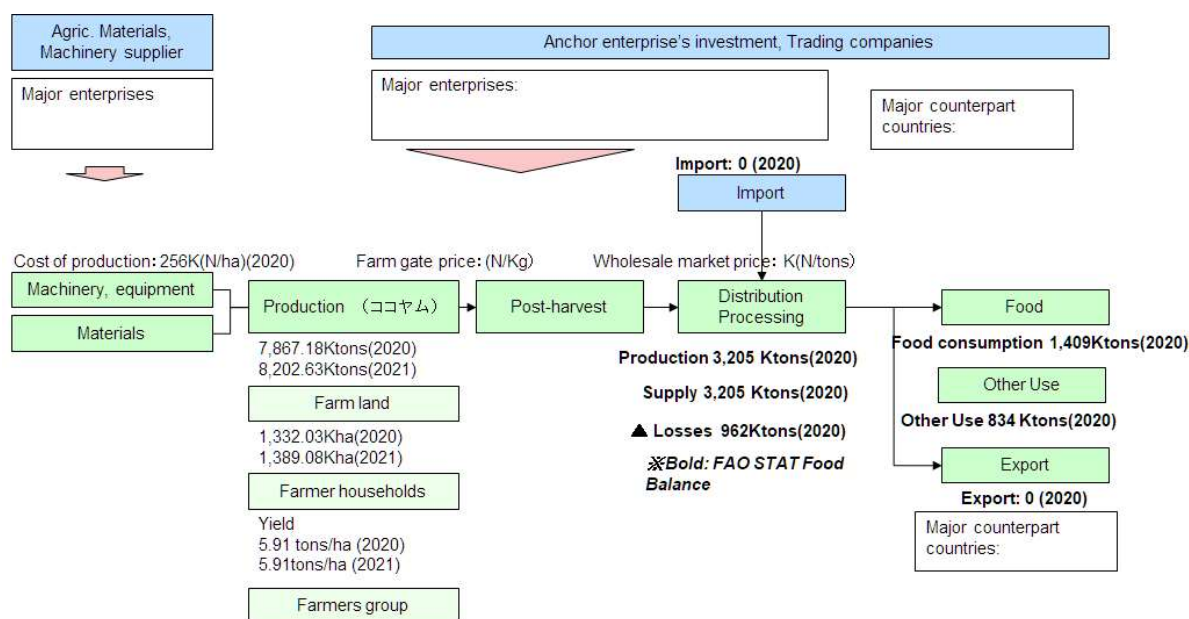 Agric. Materials,
Machinery supplier
Anchor enterprise's investment, Trading companies
Major enterprises
Major enterprises:
Major counterpart
countries:
Import: 0 (2020)
Import
Cost of production: 256K(N/ha)(2020)
Farm gate price: (N/Kg)
Wholesale market price: K(N/tons)
Machinery, equipment
Materials
Production （ココヤム）
Post-harvest
Distribution
Processing
Food
7,867.18Ktons(2020)
8,202.63Ktons(2021)
Farm land
1,332.03Kha(2020)
1,389.08Kha(2021)
Farmer households
Yield
5.91 tons/ha (2020)
5.91tons/ha (2021)
Farmers group
Production 3,205 Ktons(2020)
Supply 3,205 Ktons(2020)
▲ Losses 962Ktons(2020)
※Bold: FAO STAT Food
Balance
Food consumption 1,409Ktons(2020)
Other Use
Other Use 834 Ktons(2020)
Export
Export: 0 (2020)
Major counterpart
countries: